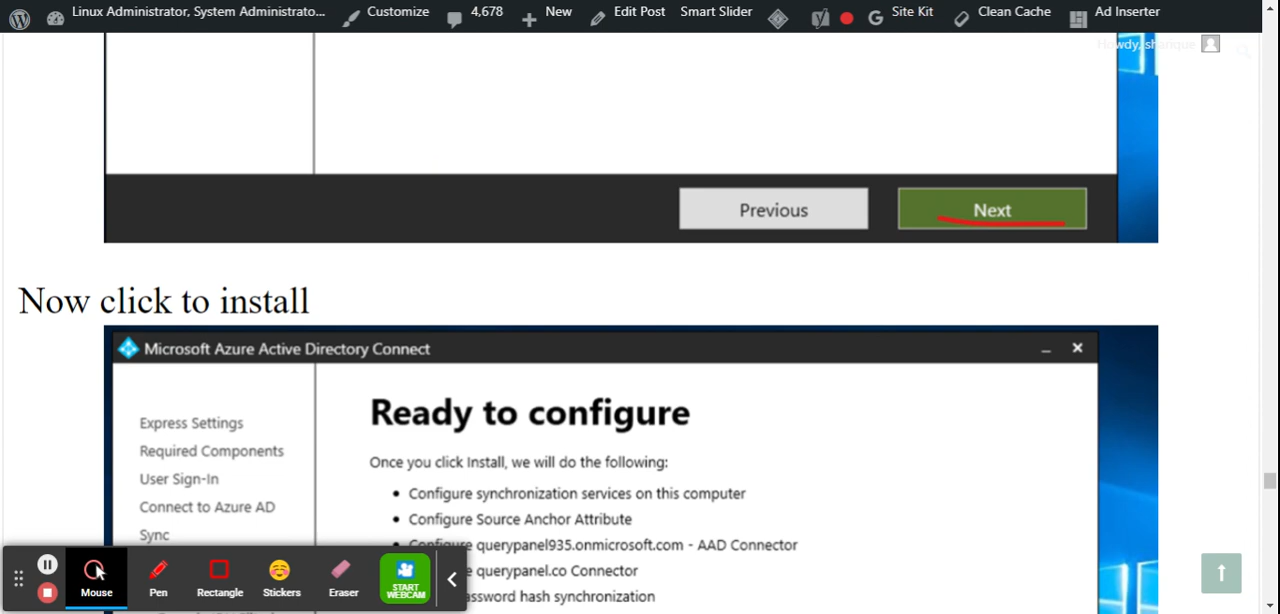 Linux Administrator, System Administrato... Customize 4,678 New Edit Post Smart Slider Site Kit Clean Cache Ad Inserter
Howdy, sharique
Previous Next
Now click to install
Microsoft Azure Active Directory Connect
Ready to configure
Express Settings
Required Components
User Sign-In
Connect to Azure AD
Sync
Once you click Install, we will do the following:
• Configure synchronization services on this computer
• Configure Source Anchor Attribute
querypanel935.onmicrosoft.com - AAD Connector
querypanel.co Connector
hash synchronization
Mouse Pen Rectangle Stickers Eraser START WEBCAM